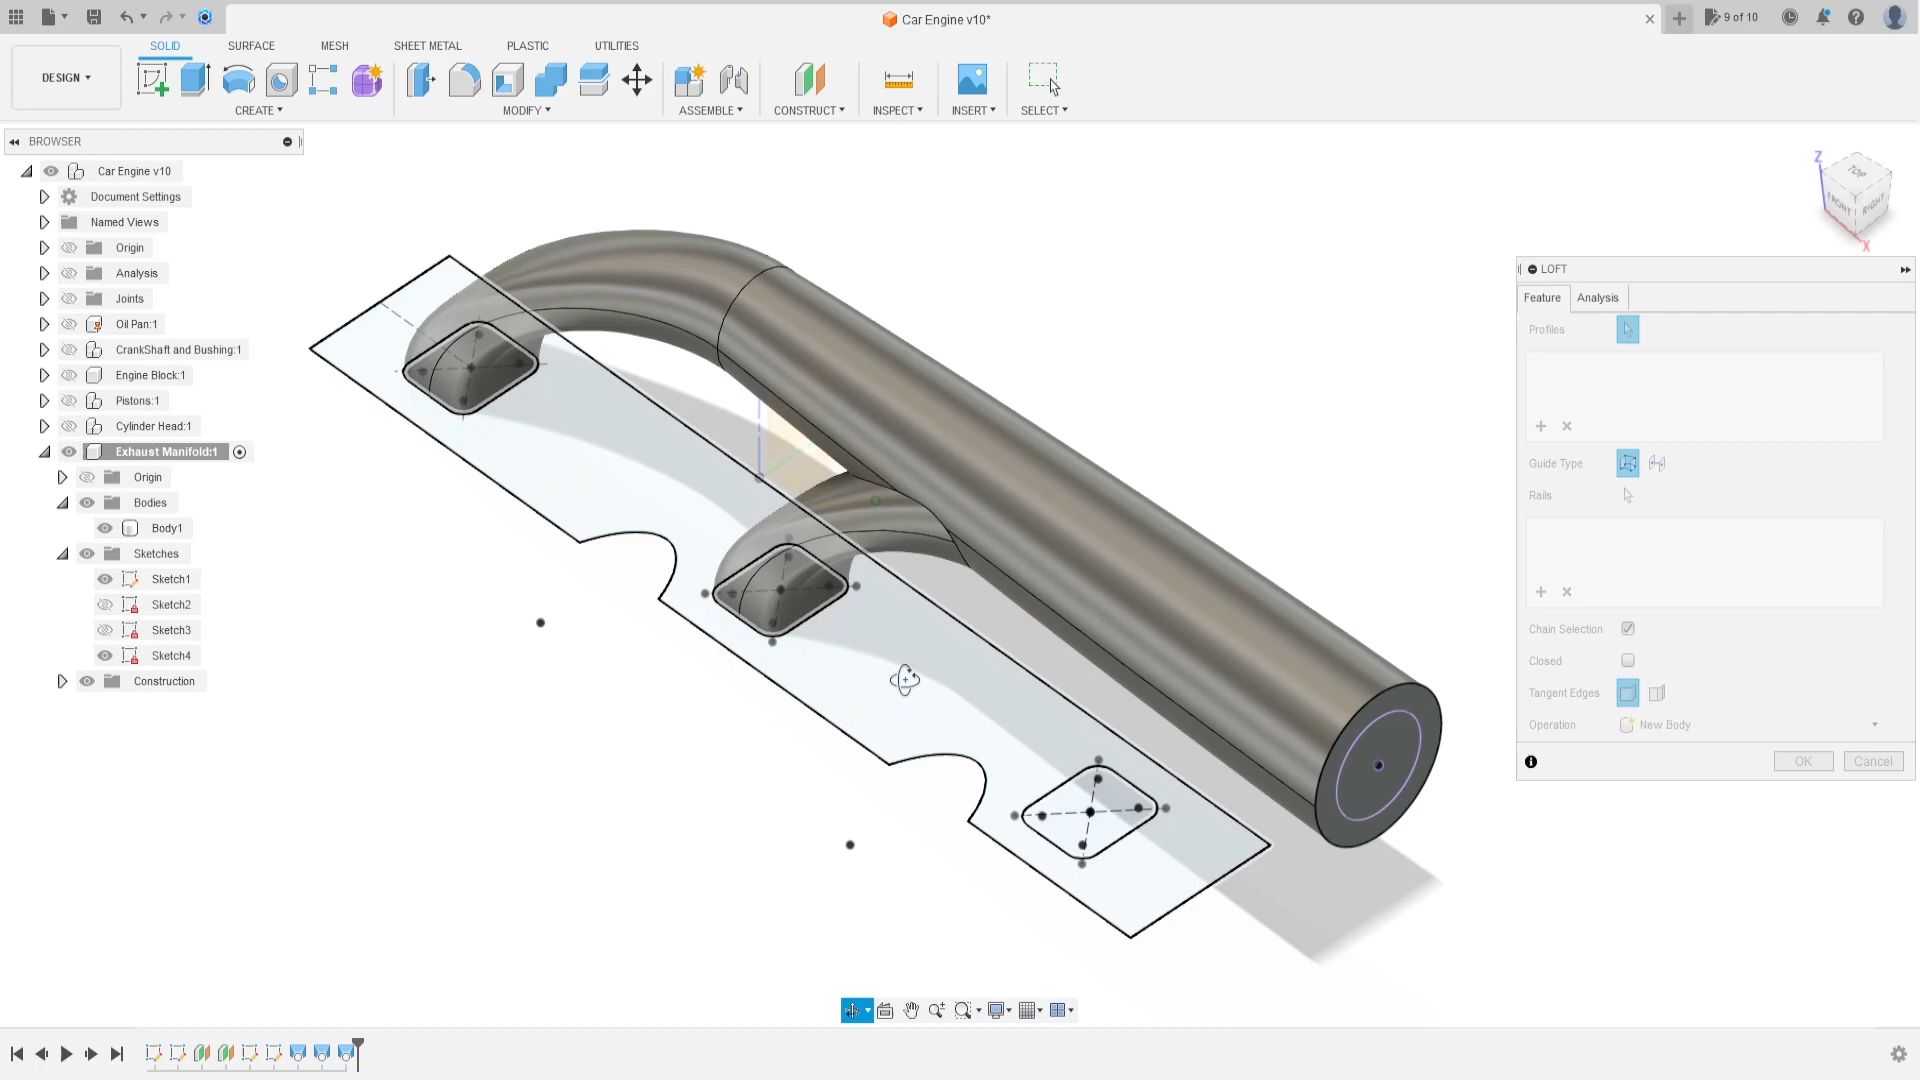 Car Engine v10*
9 of 10
SOLID SURFACE MESH SHEET METAL PLASTIC UTILITIES
DESIGN
CREATE MODIFY ASSEMBLE CONSTRUCT INSPECT INSERT SELECT
BROWSER
Car Engine v10
Document Settings
Named Views
Origin
Analysis
Joints
Oil Pan:1
CrankShaft and Bushing:1
Engine Block:1
Pistons:1
Cylinder Head:1
Exhaust Manifold:1
Origin
Bodies
Body1
Sketches
Sketch1
Sketch2
Sketch3
Sketch4
Construction
Z
TOP
FRONT
RIGHT
X
LOFT
Feature Analysis
Profiles
Guide Type
Rails
Chain Selection
Closed
Tangent Edges
Operation New Body
OK Cancel